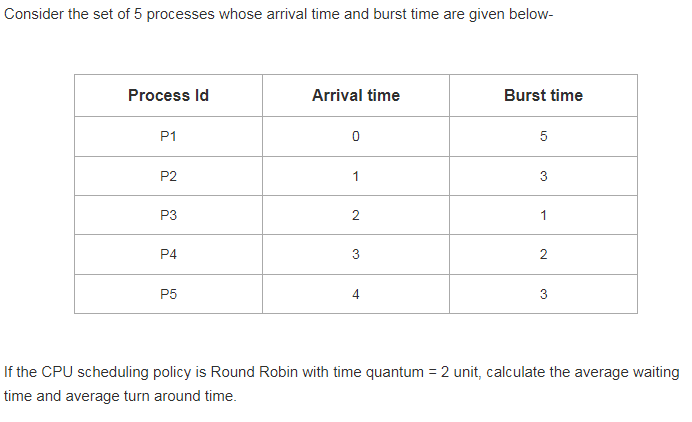 Consider the set of 5 processes whose arrival time and burst time are given below-
Process Id Arrival time Burst time
P1 0 5
P2 1 3
P3 2 1
P4 3 2
P5 4 3
If the CPU scheduling policy is Round Robin with time quantum = 2 unit, calculate the average waiting
time and average turn around time.